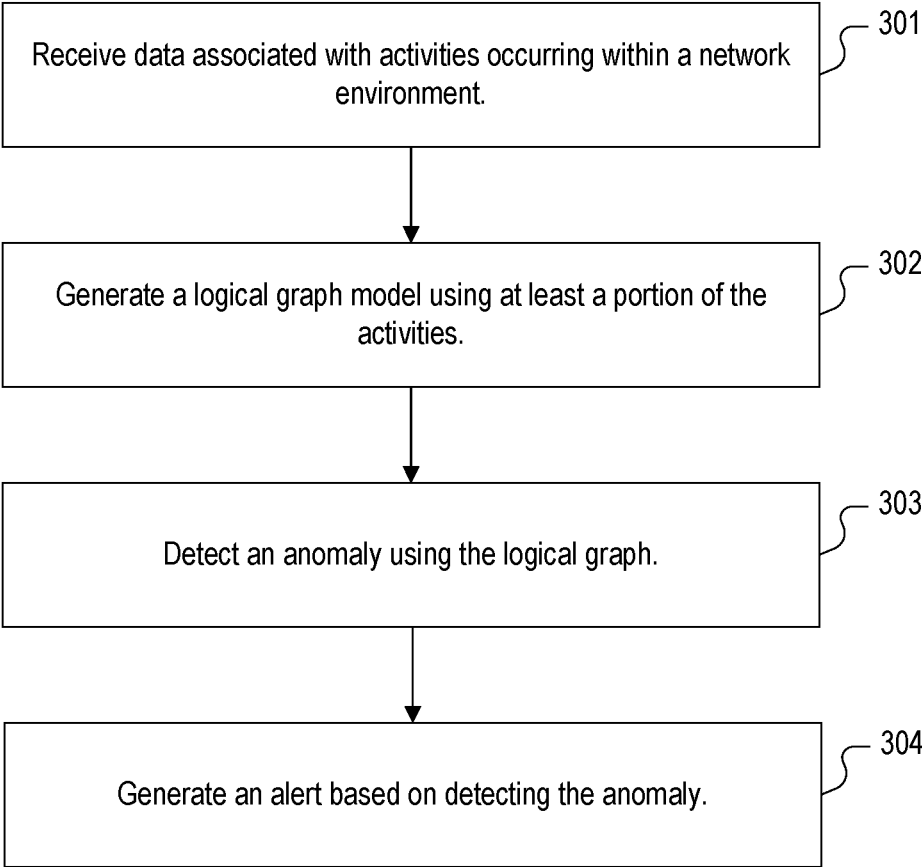 301
Receive data associated with activities occurring within a network
environment.
302
Generate a logical graph model using at least a portion of the
activities.
303
Detect an anomaly using the logical graph.
304
Generate an alert based on detecting the anomaly.